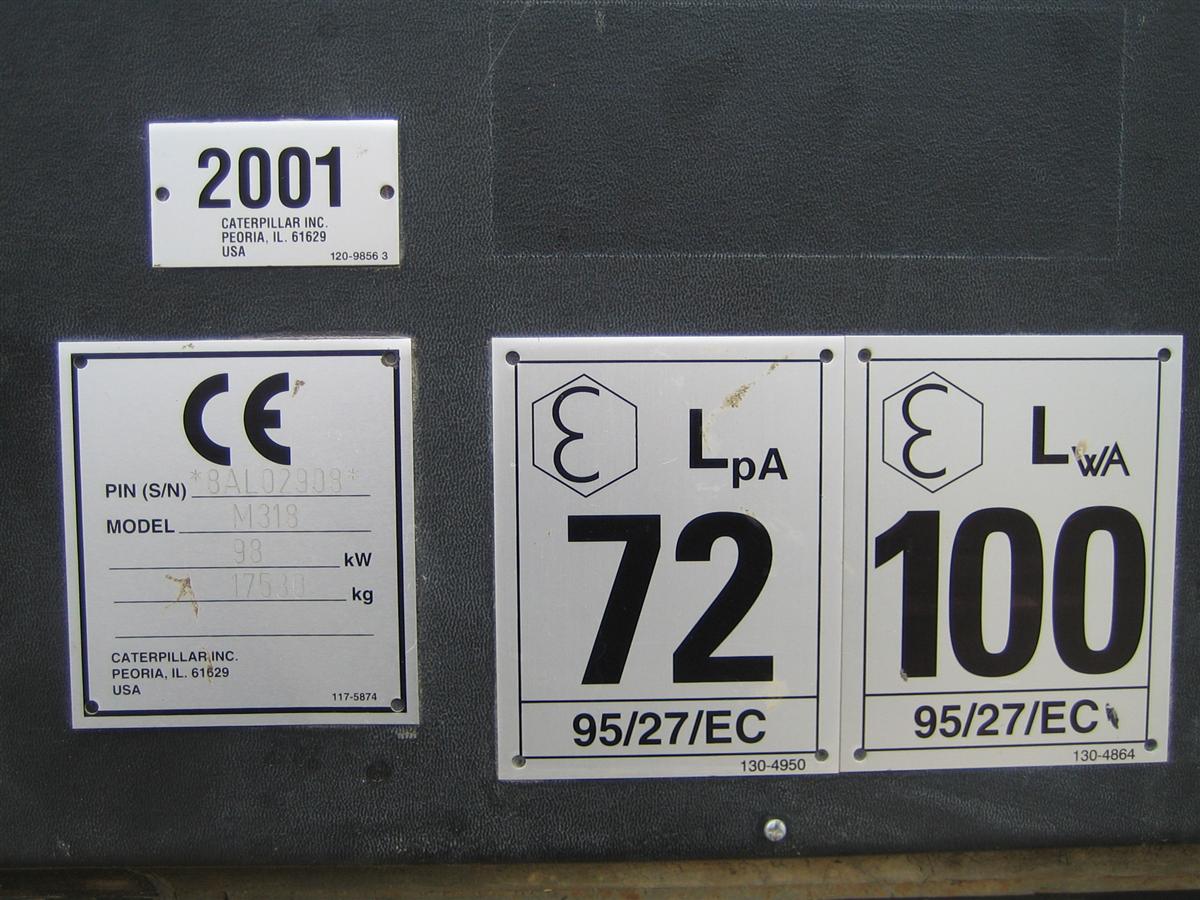 2001
CATERPILLAR INC.
PEORIA, IL. 61629
USA
120-9856 3
CE
PIN (S/N) *8AL02908*
MODEL M318
98 kW
17530 kg
CATERPILLAR INC.
PEORIA, IL. 61629
USA
117-5874
ε LpA
72
95/27/EC
130-4950
ε LWA
100
95/27/EC
130-4864